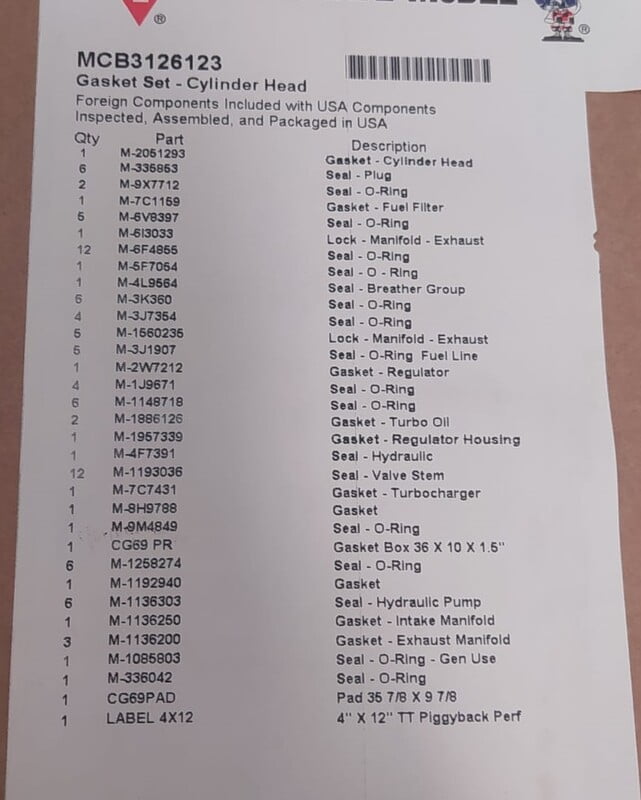 ®
®
MCB3126123
Gasket Set - Cylinder Head
Foreign Components Included with USA Components
Inspected, Assembled, and Packaged in USA
Qty Part Description
1 M-2051293 Gasket - Cylinder Head
6 M-335853 Seal - Plug
2 M-9X7712 Seal - O-Ring
1 M-7C1159 Gasket - Fuel Filter
5 M-6V8397 Seal - O-Ring
1 M-6I3033 Lock - Manifold - Exhaust
12 M-6F4855 Seal - O-Ring
1 M-5F7054 Seal - O - Ring
1 M-4L9564 Seal - Breather Group
6 M-3K360 Seal - O-Ring
4 M-3J7354 Seal - O-Ring
5 M-1560235 Lock - Manifold - Exhaust
5 M-3J1907 Seal - O-Ring Fuel Line
1 M-2W7212 Gasket - Regulator
4 M-1J9671 Seal - O-Ring
6 M-1148718 Seal - O-Ring
2 M-1886126 Gasket - Turbo Oil
1 M-1957339 Gasket - Regulator Housing
1 M-4F7391 Seal - Hydraulic
12 M-1193036 Seal - Valve Stem
1 M-7C7431 Gasket - Turbocharger
1 M-8H9788 Gasket
1 M-9M4849 Seal - O-Ring
1 CG69 PR Gasket Box 36 X 10 X 1.5"
6 M-1258274 Seal - O-Ring
1 M-1192940 Gasket
6 M-1136303 Seal - Hydraulic Pump
1 M-1136250 Gasket - Intake Manifold
3 M-1136200 Gasket - Exhaust Manifold
1 M-1085803 Seal - O-Ring - Gen Use
1 M-336042 Seal - O-Ring
1 CG69PAD Pad 35 7/8 X 9 7/8
1 LABEL 4X12 4" X 12" TT Piggyback Perf